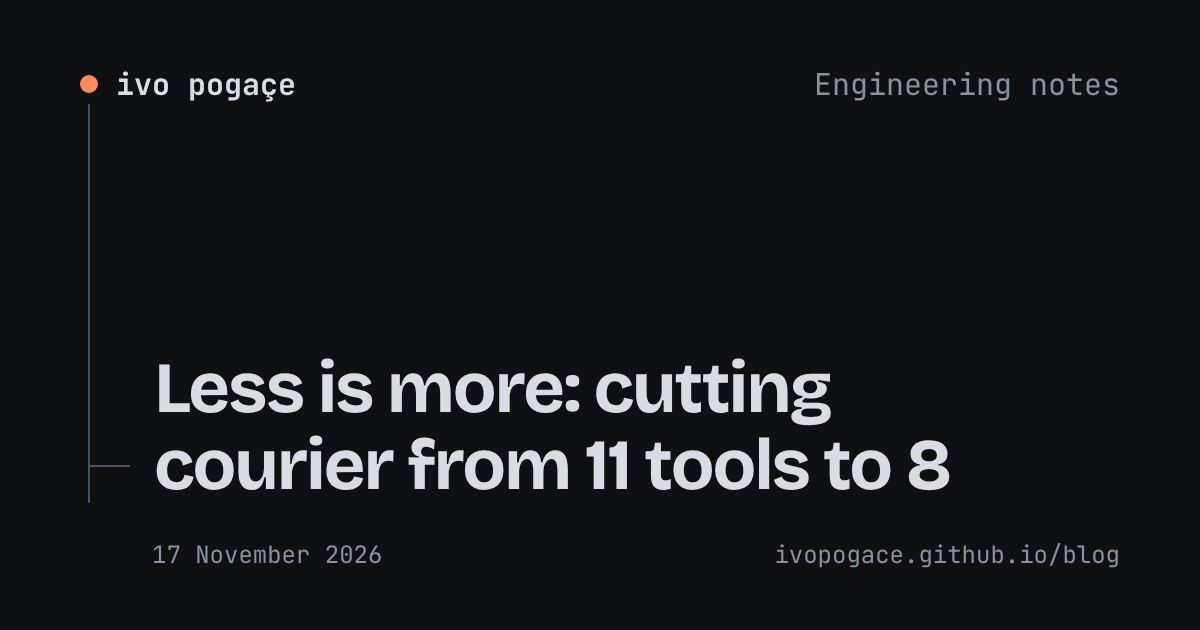 ivo pogaçe
Engineering notes
Less is more: cutting
courier from 11 tools to 8
17 November 2026
ivopogace.github.io/blog